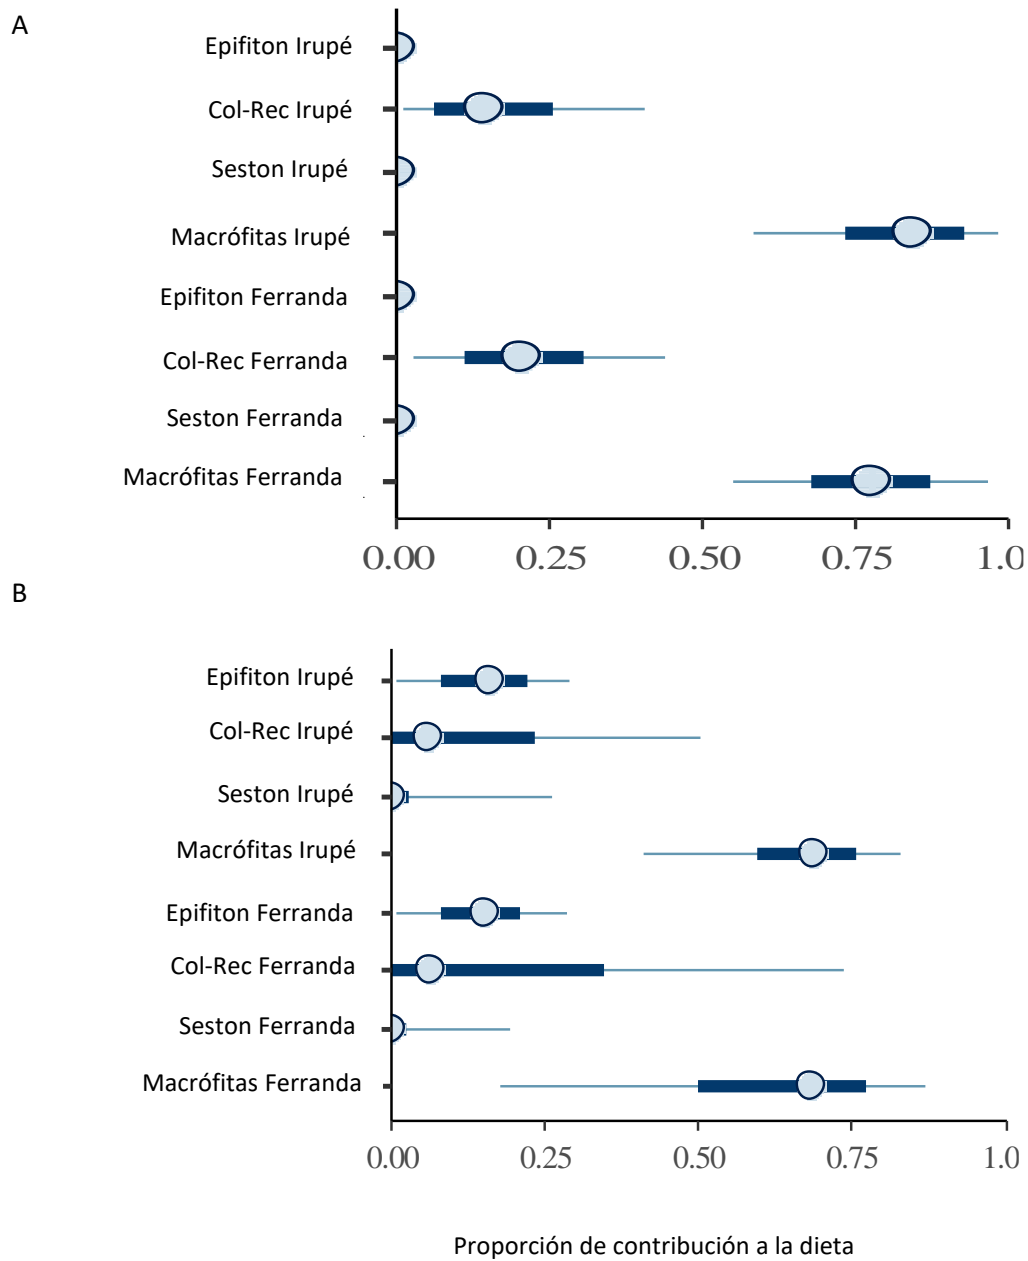 A
Epifiton Irupé
Col-Rec Irupé
Seston Irupé
Macrófitas Irupé
Epifiton Ferranda
Col-Rec Ferranda
Seston Ferranda
Macrófitas Ferranda
0.00 0.25 0.50 0.75 1.0
B
Epifiton Irupé
Col-Rec Irupé
Seston Irupé
Macrófitas Irupé
Epifiton Ferranda
Col-Rec Ferranda
Seston Ferranda
Macrófitas Ferranda
0.00 0.25 0.50 0.75 1.0
Proporción de contribución a la dieta